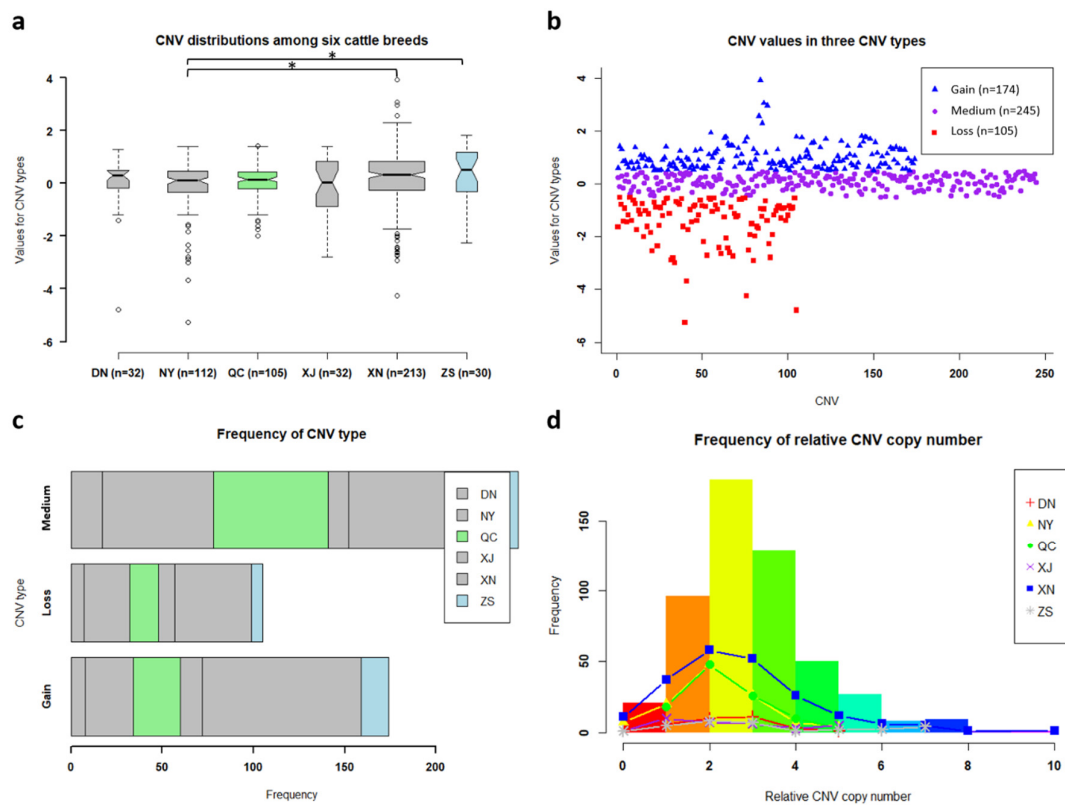 a
CNV distributions among six cattle breeds
*
*
Values for CNV types
4
2
0
-2
-4
-6
DN (n=32) NY (n=112) QC (n=105) XJ (n=32) XN (n=213) ZS (n=30)
b
CNV values in three CNV types
Gain (n=174)
Medium (n=245)
Loss (n=105)
Values for CNV types
4
2
0
-2
-4
-6
0 50 100 150 200 250
CNV
c
Frequency of CNV type
CNV type
Medium
Loss
Gain
DN
NY
QC
XJ
XN
ZS
0 50 100 150 200
Frequency
d
Frequency of relative CNV copy number
Frequency
150
100
50
0
DN
NY
QC
XJ
XN
ZS
0 2 4 6 8 10
Relative CNV copy number